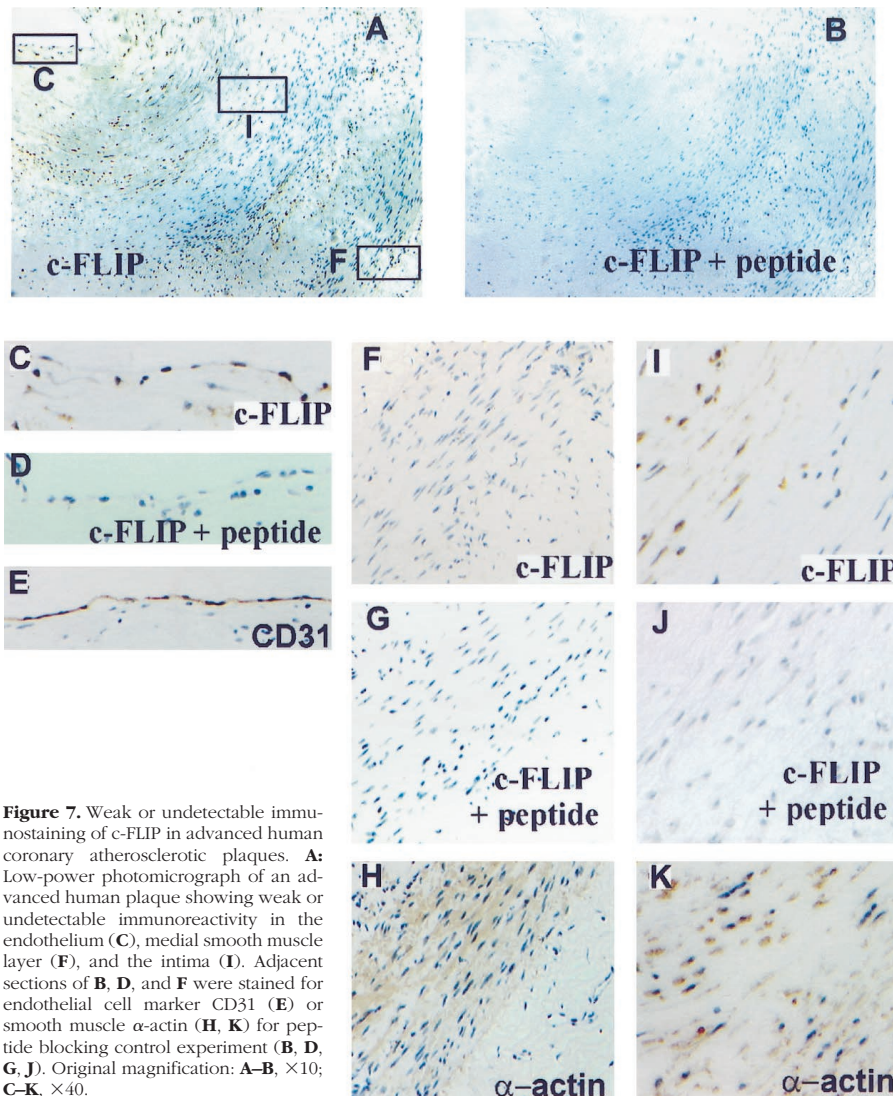 A
B
C
I
c-FLIP
F
c-FLIP + peptide
C
c-FLIP
D
c-FLIP + peptide
E
CD31
F
c-FLIP
G
c-FLIP
+ peptide
H
α-actin
I
c-FLIP
J
c-FLIP
+ peptide
K
α-actin
Figure 7. Weak or undetectable immu-
nostaining of c-FLIP in advanced human
coronary atherosclerotic plaques. A:
Low-power photomicrograph of an ad-
vanced human plaque showing weak or
undetectable immunoreactivity in the
endothelium (C), medial smooth muscle
layer (F), and the intima (I). Adjacent
sections of B, D, and F were stained for
endothelial cell marker CD31 (E) or
smooth muscle α-actin (H, K) for pep-
tide blocking control experiment (B, D,
G, J). Original magnification: A–B, ×10;
C–K, ×40.